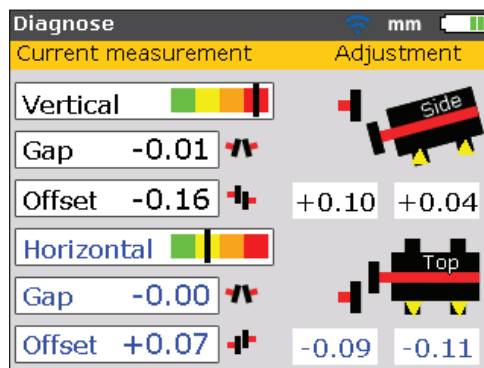 Diagnose mm
Current measurement Adjustment
Vertical Side
Gap -0.01
Offset -0.16 +0.10 +0.04
Horizontal Top
Gap -0.00
Offset +0.07 -0.09 -0.11